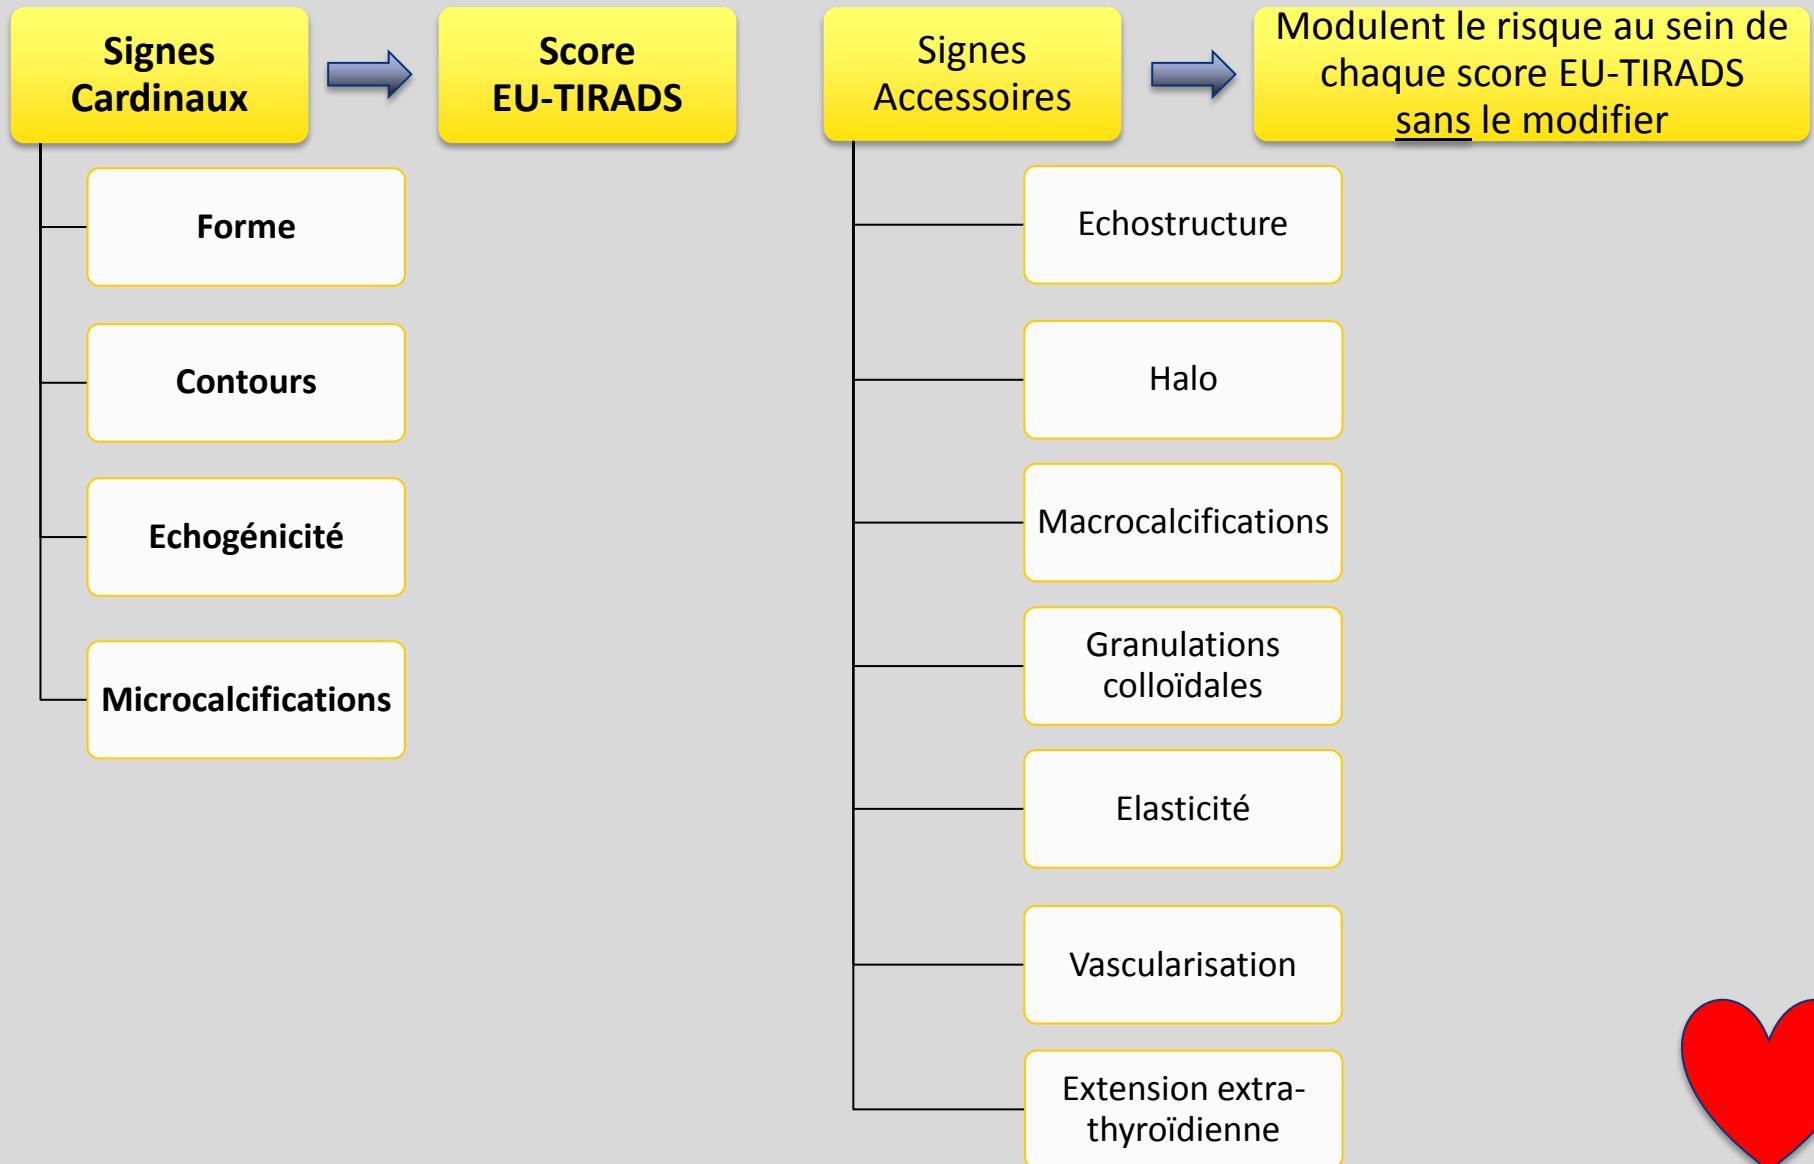 Signes
Cardinaux
Score
EU-TIRADS
Forme
Contours
Echogénicité
Microcalcifications
Signes
Accessoires
Modulent le risque au sein de
chaque score EU-TIRADS
sans le modifier
Echostructure
Halo
Macrocalcifications
Granulations
colloïdales
Elasticité
Vascularisation
Extension extra-
thyroïdienne